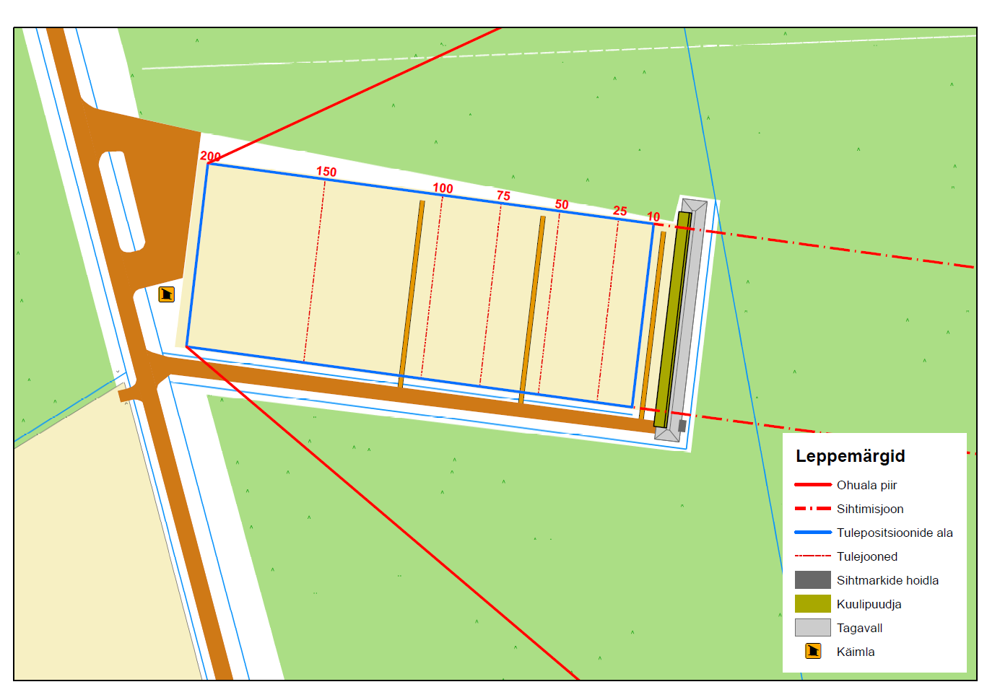 200
150
100
75
50
25
10
Leppemärgid
Ohuala piir
Sihtimisjoon
Tulepositsioonide ala
Tulejooned
Sihtmarkide hoidla
Kuulipuudja
Tagavall
Käimla